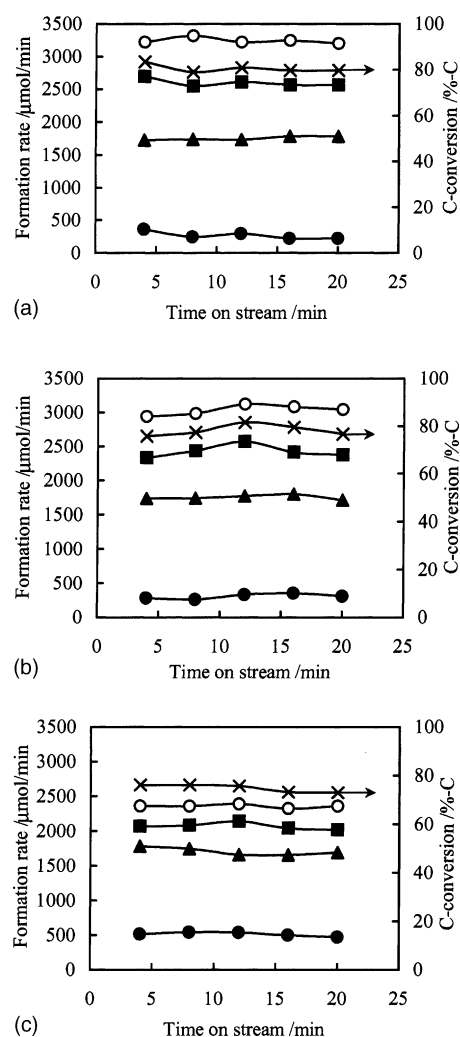 3500
3000
2500
2000
1500
1000
500
0
Formation rate /μmol/min
100
80
60
40
20
0
C-conversion /%-C
0 5 10 15 20 25
Time on stream /min
(a)
3500
3000
2500
2000
1500
1000
500
0
Formation rate /μmol/min
100
80
60
40
20
0
C-conversion /%-C
0 5 10 15 20 25
Time on stream /min
(b)
3500
3000
2500
2000
1500
1000
500
0
Formation rate /μmol/min
100
80
60
40
20
0
C-conversion /%-C
0 5 10 15 20 25
Time on stream /min
(c)